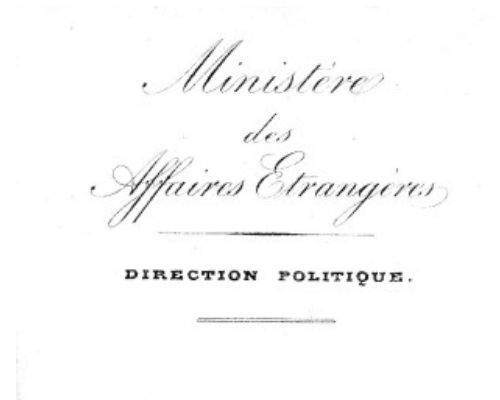 Ministère
des
Affaires Etrangères
DIRECTION POLITIQUE.